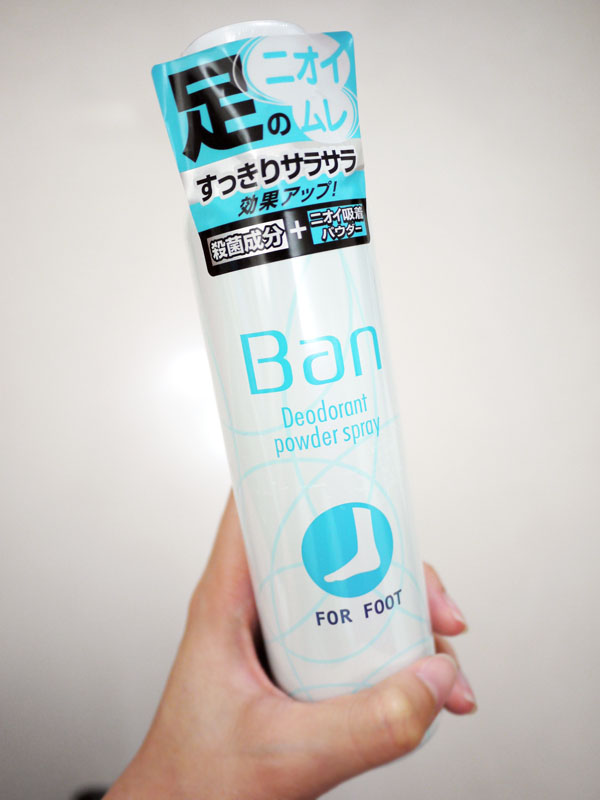 足の ニオイ ムレ
すっきりサラサラ
効果アップ!
殺菌成分 + ニオイ吸着パウダー
Ban
Deodorant
powder spray
FOR FOOT